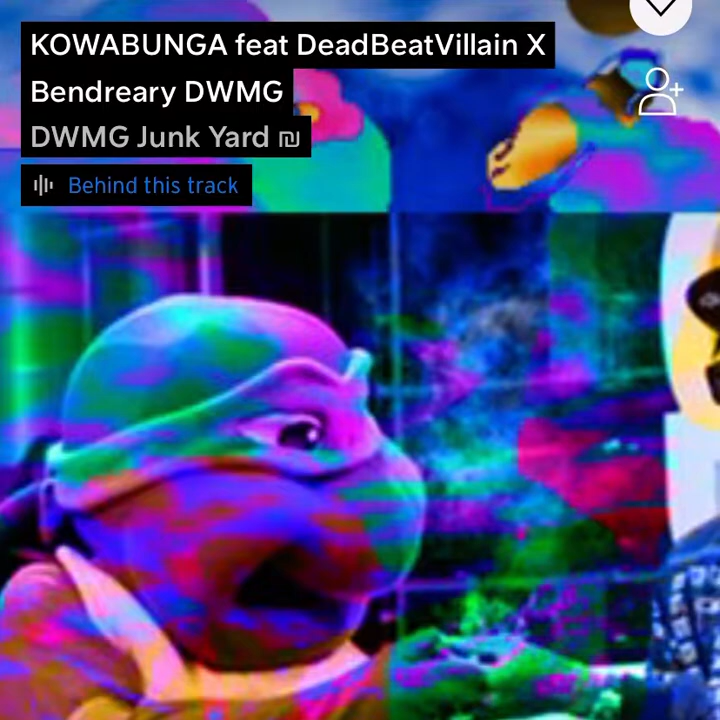 KOWABUNGA feat DeadBeatVillain X
Bendreary DWMG
DWMG Junk Yard ₪
Behind this track